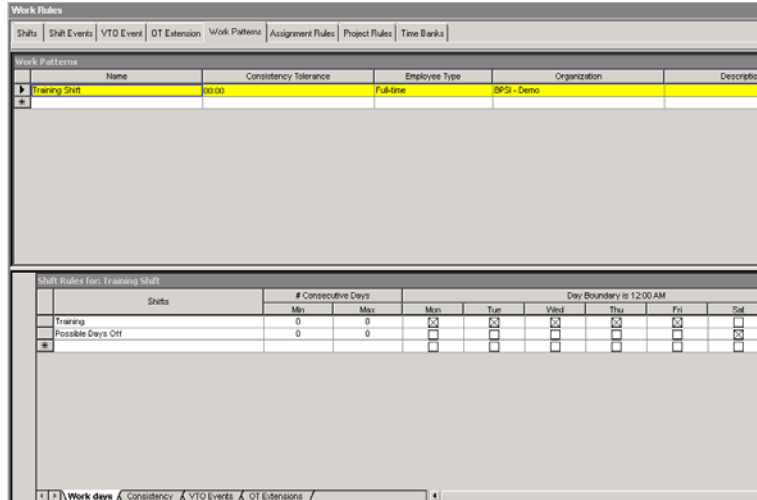 Work Rules
Shifts Shift Events VTO Event OT Extension Work Patterns Assignment Rules Project Rules Time Banks
Work Patterns
Name Consistency Tolerance Employee Type Organization Descriptio
Training Shift 00:00 Full-time BPSI - Demo
Shift Rules for: Training Shift
Shifts # Consecutive Days Day Boundary is 12:00 AM
Min Max Mon Tue Wed Thu Fri Sat
Training 0 0
Possible Days Off 0 0
Work days Consistency VTO Events OT Extensions